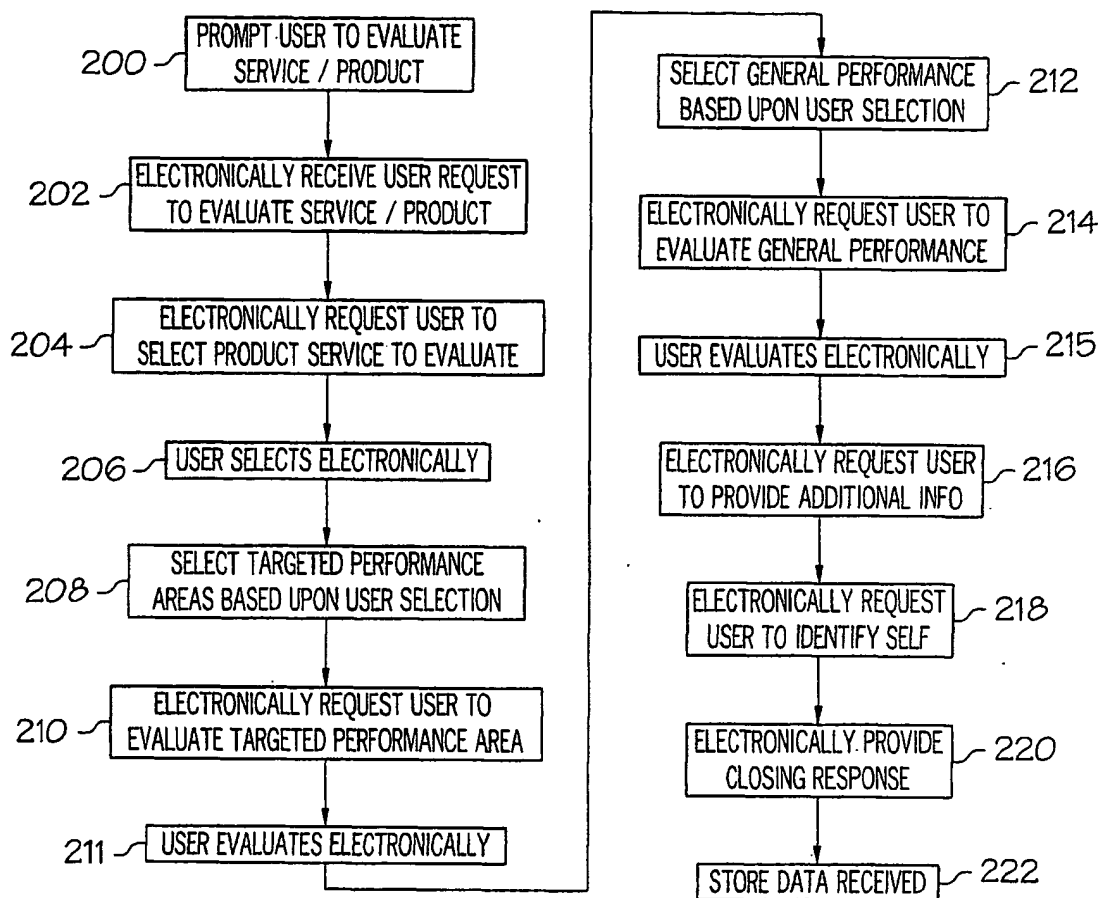 200
PROMPT USER TO EVALUATE
SERVICE / PRODUCT
202
ELECTRONICALLY RECEIVE USER REQUEST
TO EVALUATE SERVICE / PRODUCT
204
ELECTRONICALLY REQUEST USER TO
SELECT PRODUCT SERVICE TO EVALUATE
206
USER SELECTS ELECTRONICALLY
208
SELECT TARGETED PERFORMANCE
AREAS BASED UPON USER SELECTION
210
ELECTRONICALLY REQUEST USER TO
EVALUATE TARGETED PERFORMANCE AREA
211
USER EVALUATES ELECTRONICALLY
SELECT GENERAL PERFORMANCE
BASED UPON USER SELECTION
212
ELECTRONICALLY REQUEST USER TO
EVALUATE GENERAL PERFORMANCE
214
USER EVALUATES ELECTRONICALLY
215
ELECTRONICALLY REQUEST USER
TO PROVIDE ADDITIONAL INFO
216
ELECTRONICALLY REQUEST
USER TO IDENTIFY SELF
218
ELECTRONICALLY PROVIDE
CLOSING RESPONSE
220
STORE DATA RECEIVED
222